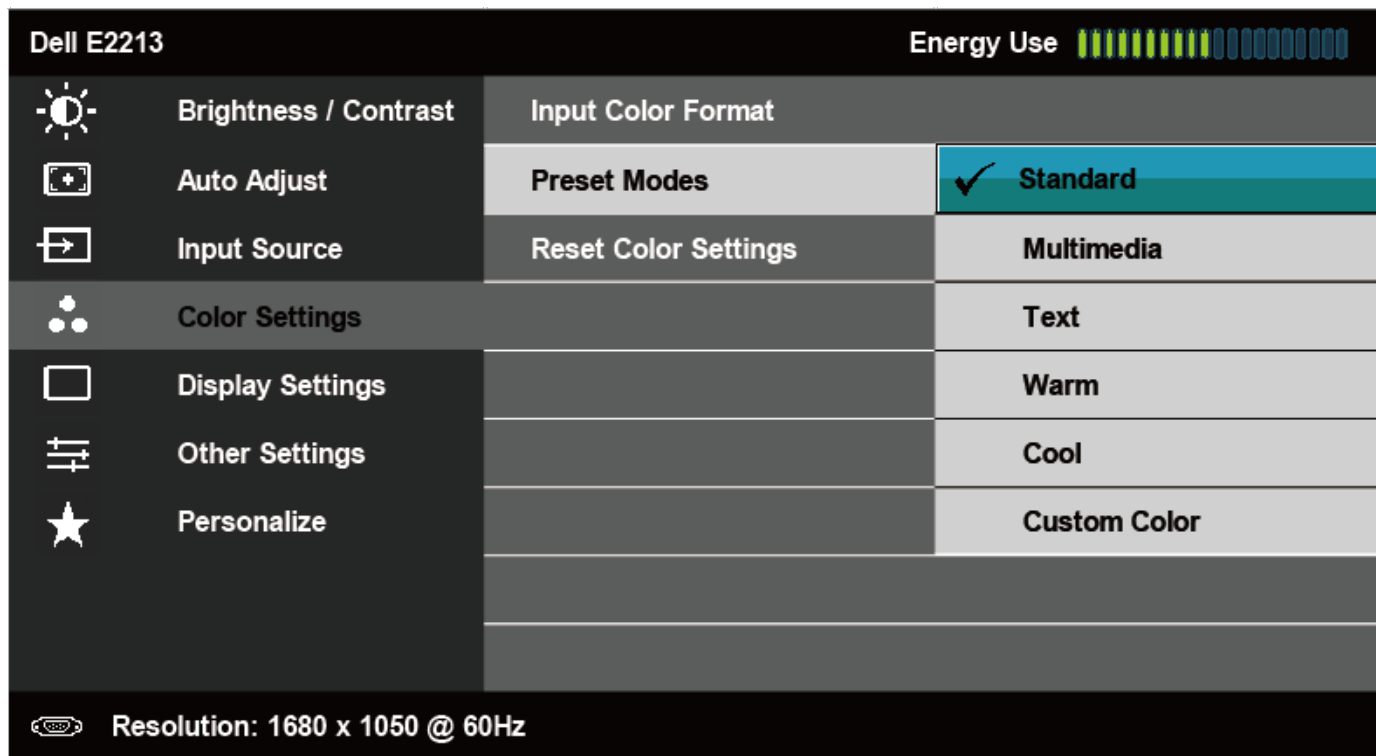 Dell E2213 Energy Use
Brightness / Contrast Input Color Format
Auto Adjust Preset Modes Standard
Input Source Reset Color Settings Multimedia
Color Settings Text
Display Settings Warm
Other Settings Cool
Personalize Custom Color
Resolution: 1680 x 1050 @ 60Hz